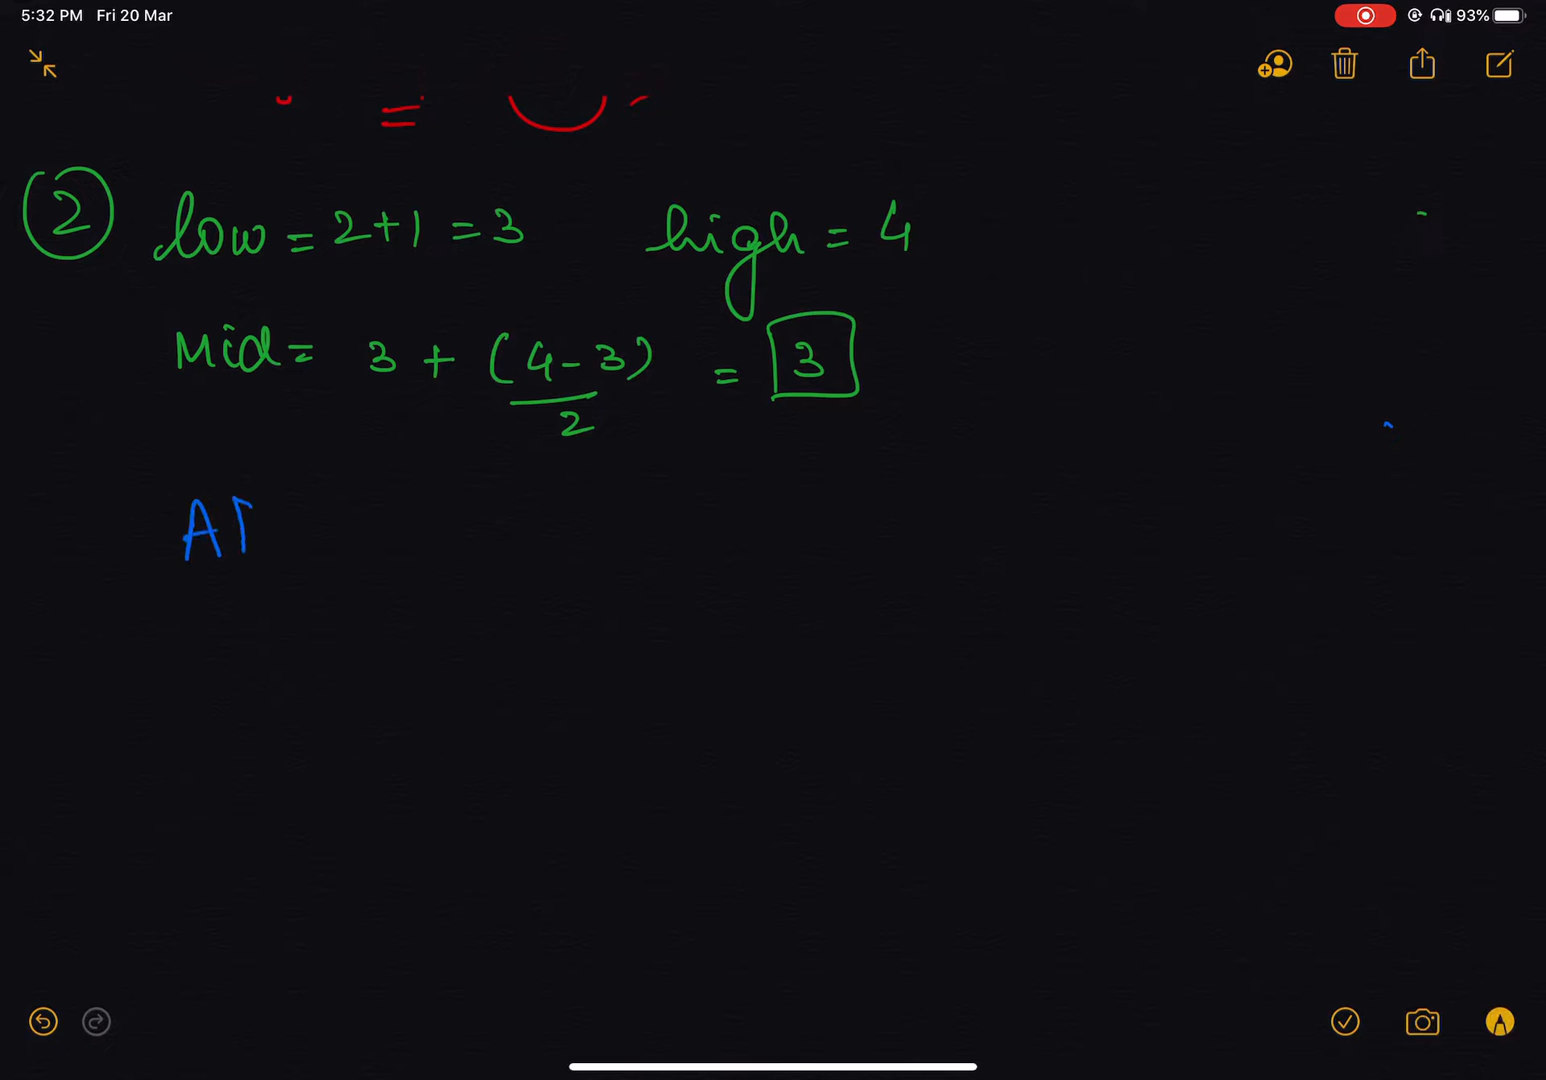 5:32 PM Fri 20 Mar 93%
=
2 low = 2+1 = 3 high = 4
Mid = 3 + (4-3)/2 = 3